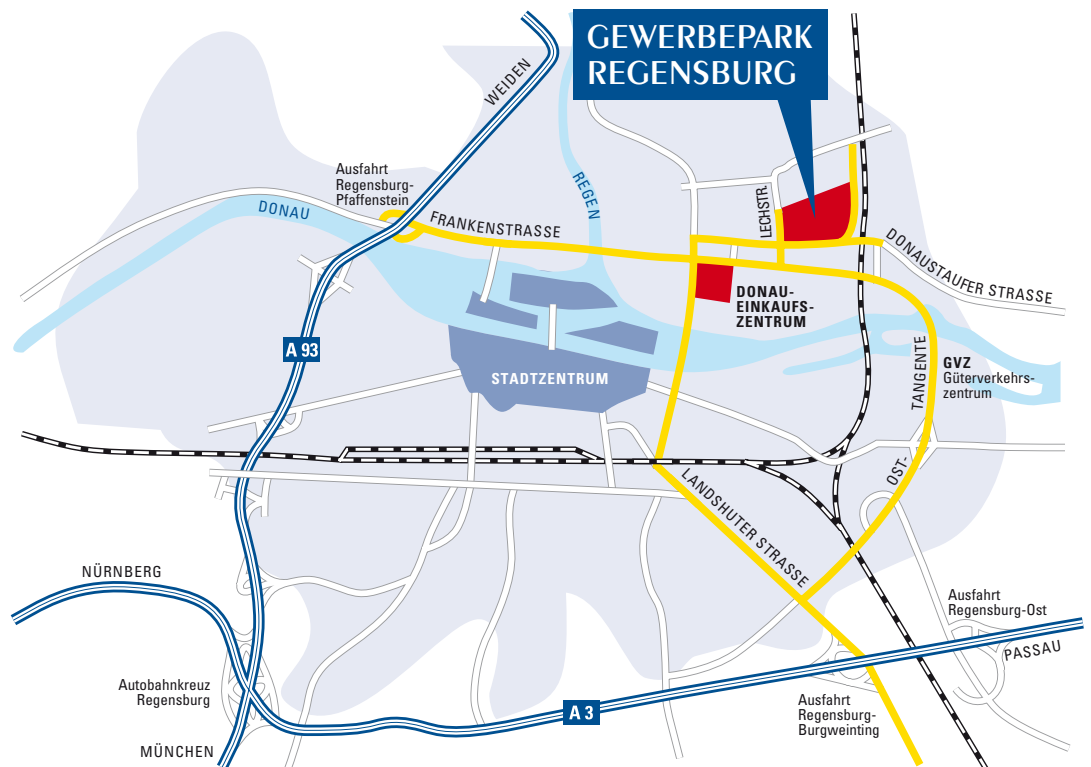 GEWERBEPARK
REGENSBURG
WEIDEN
Ausfahrt
Regensburg-
Pfaffenstein
REGEN
DONAU
LECHSTR.
FRANKENSTRASSE
DONAUSTAUFER STRASSE
DONAU-
EINKAUFS-
ZENTRUM
A 93
STADTZENTRUM
TANGENTE
GVZ
Güterverkehrs-
zentrum
OST-
LANDSHUTER STRASSE
NÜRNBERG
Ausfahrt
Regensburg-Ost
PASSAU
Autobahnkreuz
Regensburg
A 3
Ausfahrt
Regensburg-
Burgweinting
MÜNCHEN